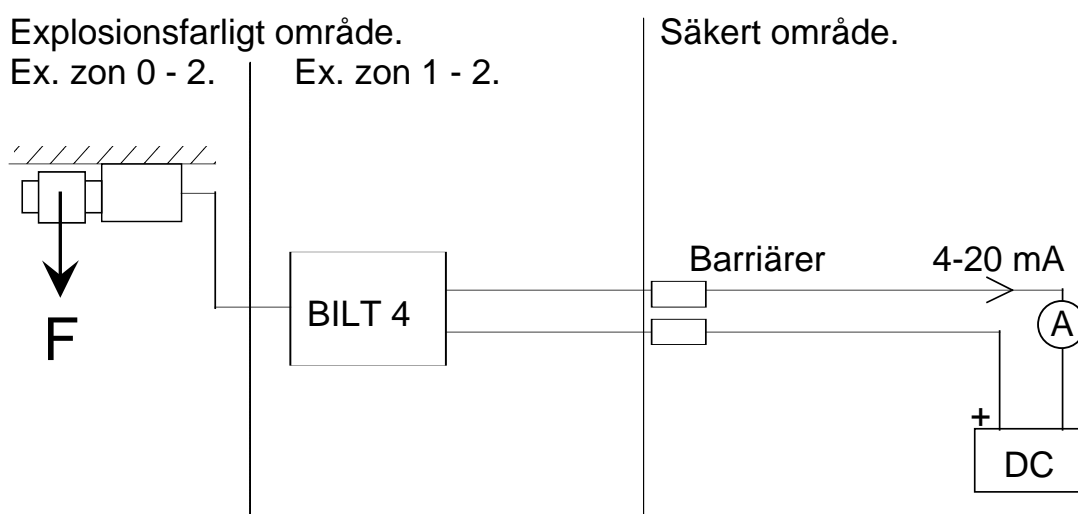 Explosionsfarligt område.
Säkert område.
Ex. zon 0 - 2.
Ex. zon 1 - 2.
Barriärer
4-20 mA
BILT 4
A
F
+
DC